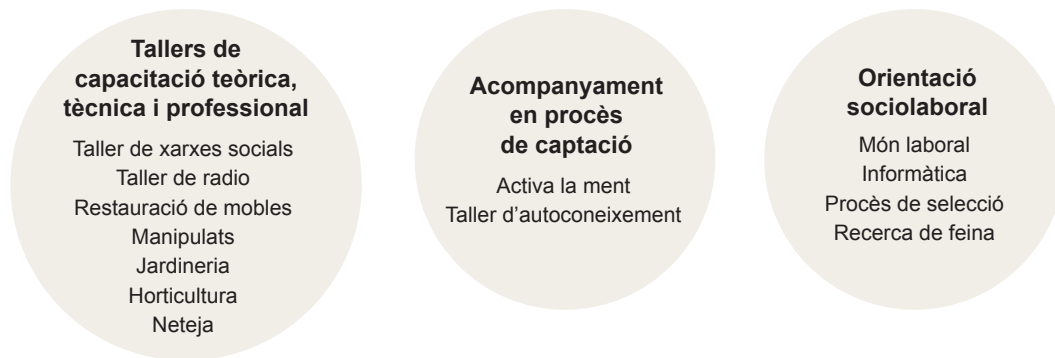 Tallers de
capacitació teòrica,
tècnica i professional
Taller de xarxes socials
Taller de radio
Restauració de mobles
Manipulats
Jardineria
Horticultura
Neteja
Acompanyament
en procès
de captació
Activa la ment
Taller d’autoconeixement
Orientació
sociolaboral
Món laboral
Informàtica
Procès de selecció
Recerca de feina